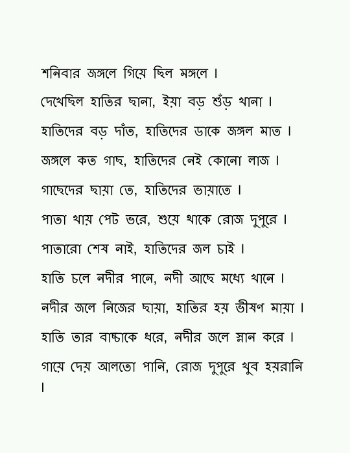 শনিবার জঙ্গলে গিয়ে ছিল মঙ্গলে ।
দেখেছিল হাতির ছানা, ইয়া বড় শুঁড় থানা ।
হাতিদের বড় দাঁত, হাতিদের ডাকে জঙ্গল মাত ।
জঙ্গলে কত গাছ, হাতিদের নেই কোনো লাজ ।
গাছেদের ছায়া তে, হাতিদের ভায়াতে ।
পাতা খায় পেট ভরে, শুয়ে থাকে রোজ দুপুরে ।
পাতারো শেষ নাই, হাতিদের জল চাই ।
হাতি চলে নদীর পানে, নদী আছে মধ্যে খানে ।
নদীর জলে নিজের ছায়া, হাতির হয় ভীষণ মায়া ।
হাতি তার বাচ্চাকে ধরে, নদীর জলে স্নান করে ।
গায়ে দেয় আলতো পানি, রোজ দুপুরে খুব হয়রানি
।